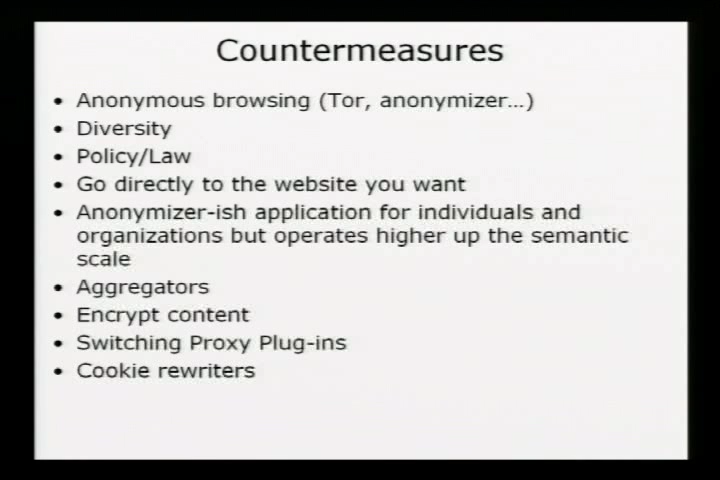 Countermeasures
• Anonymous browsing (Tor, anonymizer...)
• Diversity
• Policy/Law
• Go directly to the website you want
• Anonymizer-ish application for individuals and
organizations but operates higher up the semantic
scale
• Aggregators
• Encrypt content
• Switching Proxy Plug-ins
• Cookie rewriters